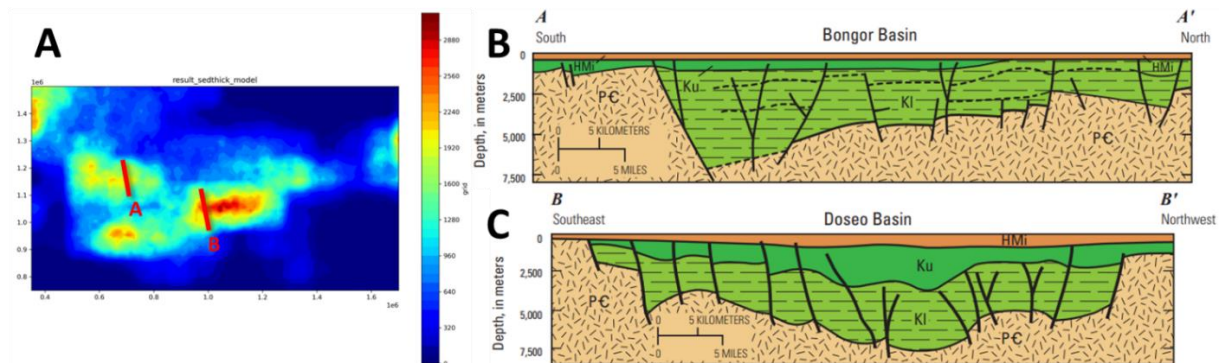 A
result_sedthick_model
1e6
1.4
1.3
1.2
1.1
1.0
0.9
0.8
0.4
0.6
0.8
1.0
1.2
1.4
1.6
1e6
A
B
2880
2560
2240
1920
1600
1280
960
640
320
0
grid
B
A
South
Bongor Basin
A'
North
Depth, in meters
0
2,500
5,000
7,500
HMi
Ku
Kl
HMi
P�Є
PЄ
0 5 KILOMETERS
0 5 MILES
C
B
Southeast
Doseo Basin
B'
Northwest
Depth, in meters
0
2,500
5,000
7,500
HMi
Ku
Kl
PЄ
PЄ
0 5 KILOMETERS
0 5 MILES